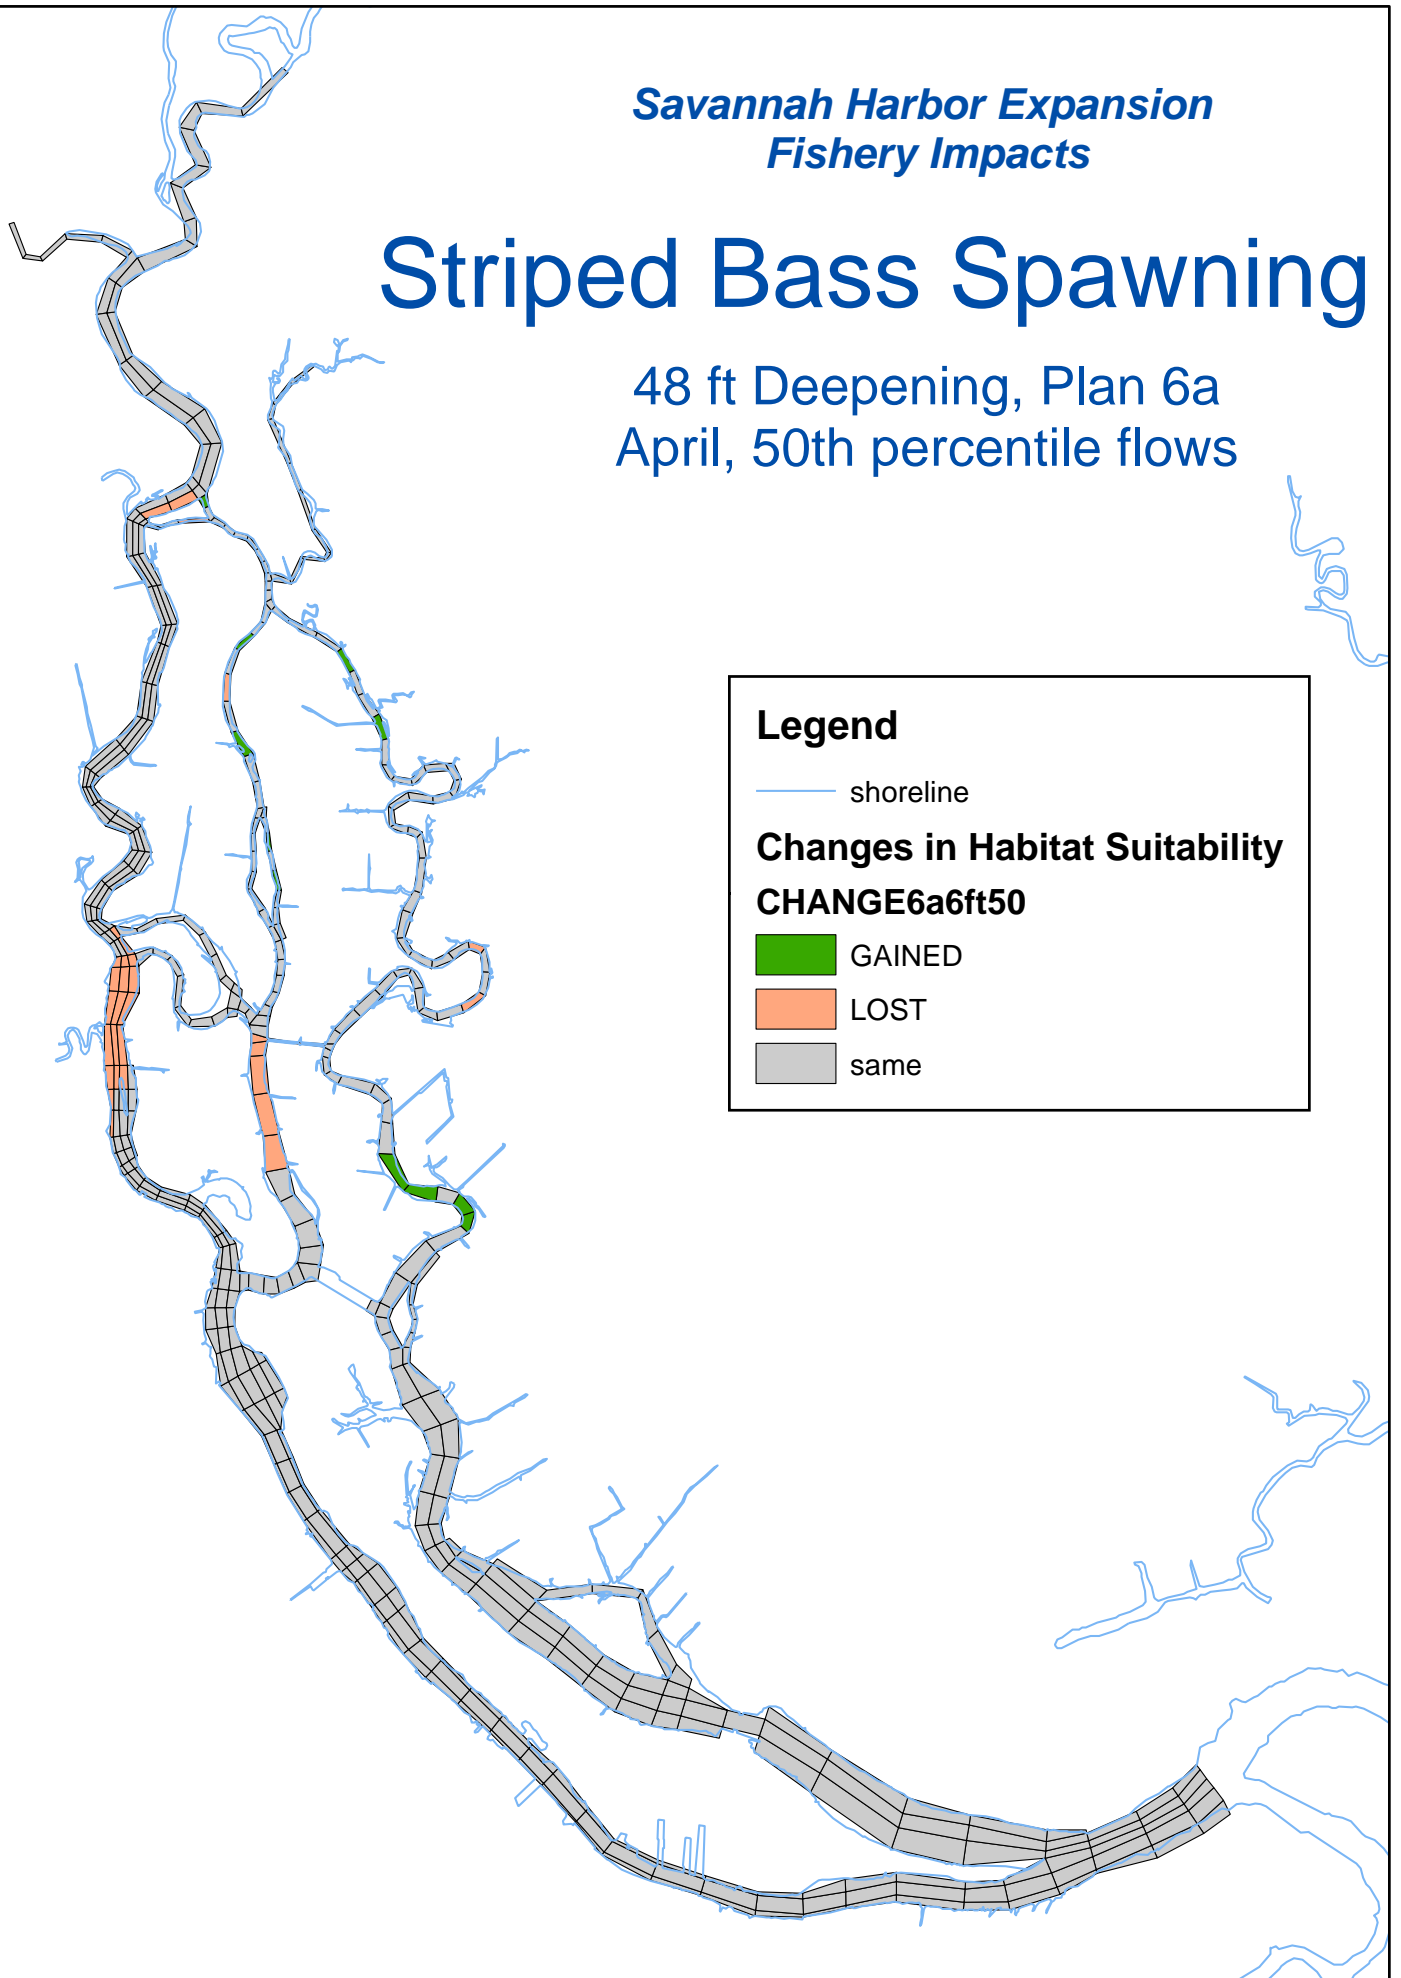 Savannah Harbor Expansion
Fishery Impacts
Striped Bass Spawning
48 ft Deepening, Plan 6a
April, 50th percentile flows
Legend
shoreline
Changes in Habitat Suitability
CHANGE6a6ft50
GAINED
LOST
same